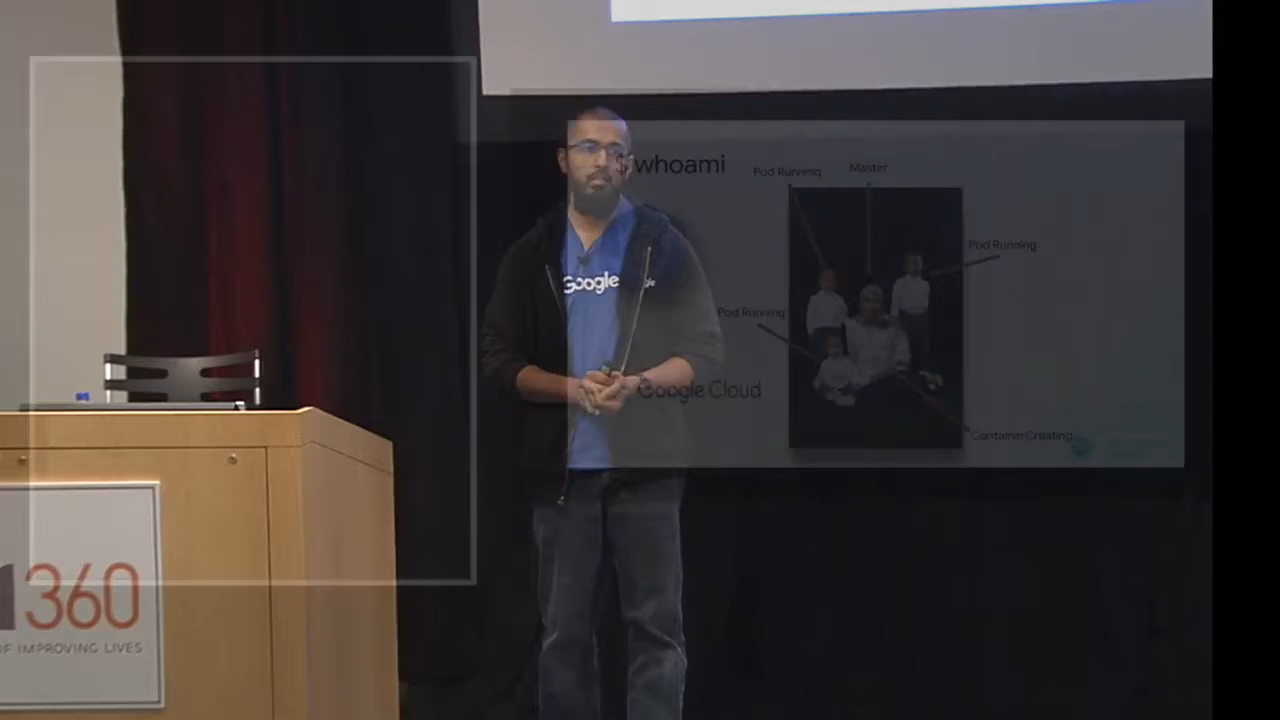 whoami
Pod Running
Master
Pod Running
Pod Running
Google
Google Cloud
ContainerCreating
360
OF IMPROVING LIVES